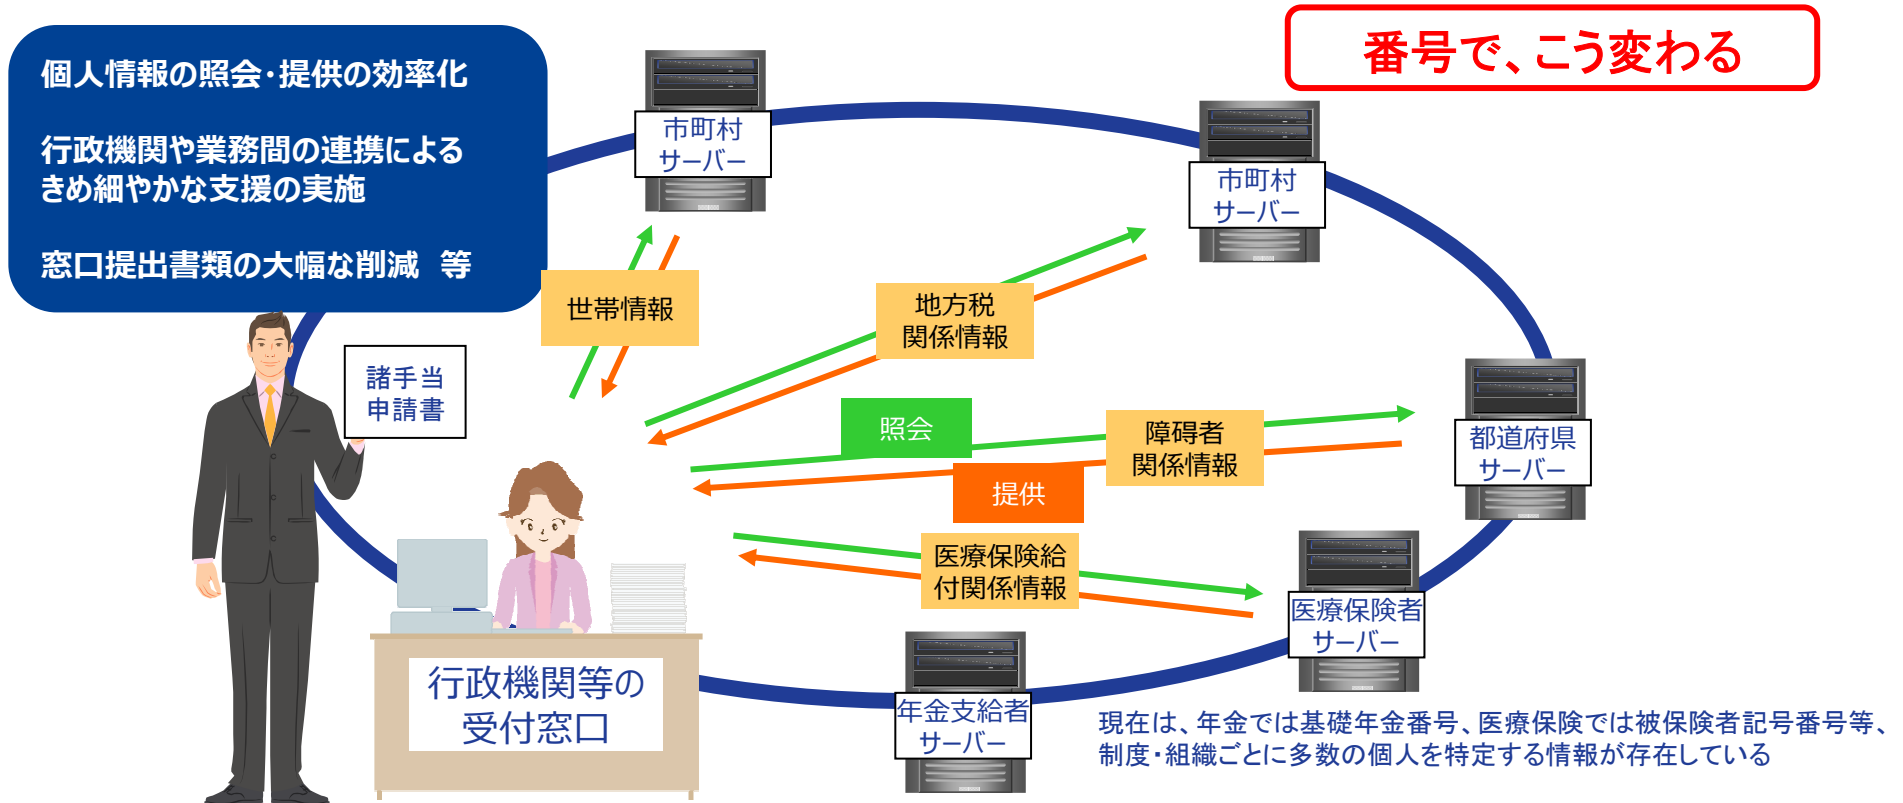 番号で、こう変わる
個人情報の照会・提供の効率化
行政機関や業務間の連携による
きめ細やかな支援の実施
窓口提出書類の大幅な削減　等
市町村
サーバー
市町村
サーバー
世帯情報
地方税
関係情報
諸手当
申請書
照会
障碍者
関係情報
都道府県
サーバー
提供
医療保険給
付関係情報
医療保険者
サーバー
行政機関等の
受付窓口
年金支給者
サーバー
現在は、年金では基礎年金番号、医療保険では被保険者記号番号等、
制度・組織ごとに多数の個人を特定する情報が存在している